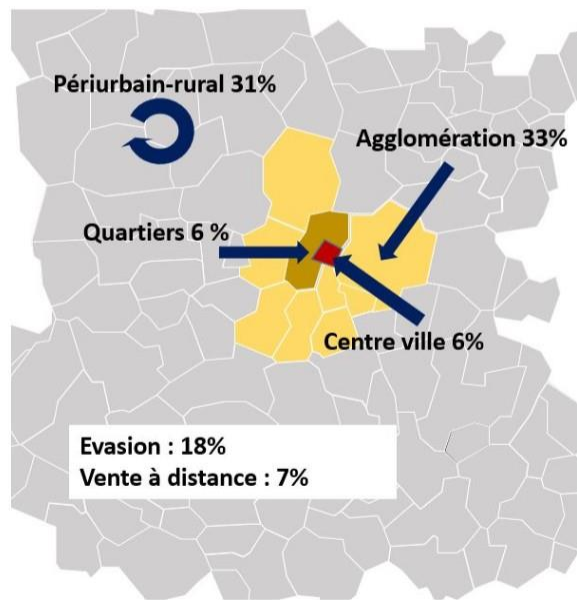 Périurbain-rural 31%
Agglomération 33%
Quartiers 6 %
Centre ville 6%
Evasion : 18%
Vente à distance : 7%